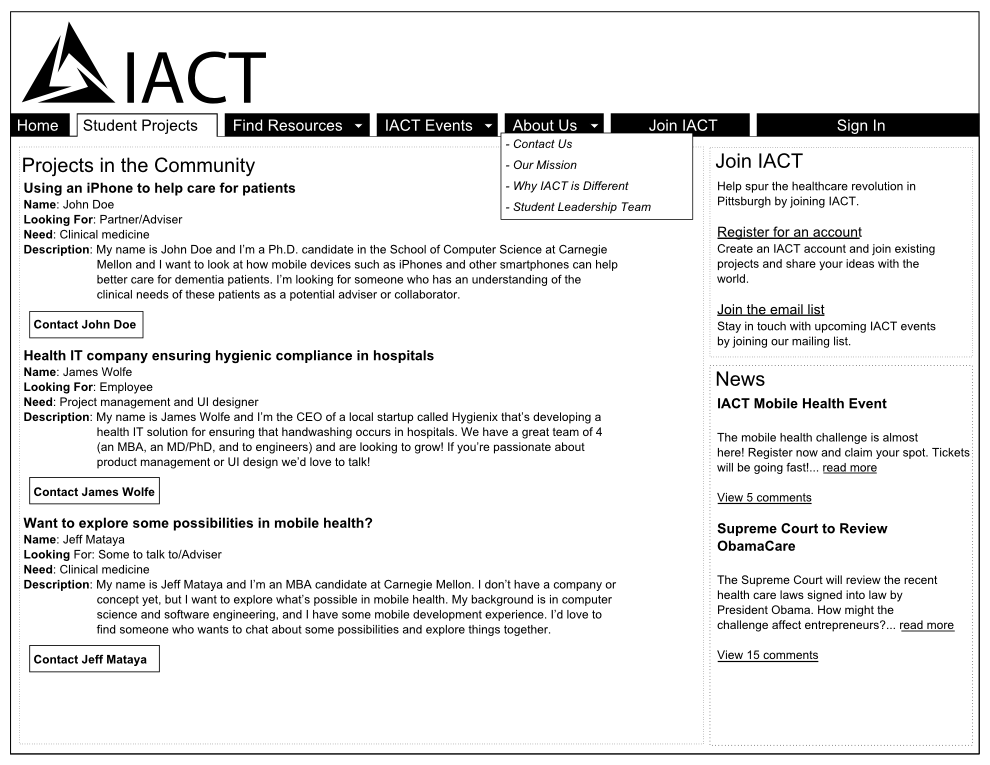 IACT
Home
Student Projects
Find Resources
IACT Events
About Us
Join IACT
Sign In
- Contact Us
- Our Mission
- Why IACT is Different
- Student Leadership Team
Projects in the Community
Using an iPhone to help care for patients
Name: John Doe
Looking For: Partner/Adviser
Need: Clinical medicine
Description: My name is John Doe and I'm a Ph.D. candidate in the School of Computer Science at Carnegie
Mellon and I want to look at how mobile devices such as iPhones and other smartphones can help
better care for dementia patients. I'm looking for someone who has an understanding of the
clinical needs of these patients as a potential adviser or collaborator.
Contact John Doe
Health IT company ensuring hygienic compliance in hospitals
Name: James Wolfe
Looking For: Employee
Need: Project management and UI designer
Description: My name is James Wolfe and I'm the CEO of a local startup called Hygienix that's developing a
health IT solution for ensuring that handwashing occurs in hospitals. We have a great team of 4
(an MBA, an MD/PhD, and to engineers) and are looking to grow! If you're passionate about
product management or UI design we'd love to talk!
Contact James Wolfe
Want to explore some possibilities in mobile health?
Name: Jeff Mataya
Looking For: Some to talk to/Adviser
Need: Clinical medicine
Description: My name is Jeff Mataya and I'm an MBA candidate at Carnegie Mellon. I don't have a company or
concept yet, but I want to explore what's possible in mobile health. My background is in computer
science and software engineering, and I have some mobile development experience. I'd love to
find someone who wants to chat about some possibilities and explore things together.
Contact Jeff Mataya
Join IACT
Help spur the healthcare revolution in
Pittsburgh by joining IACT.
Register for an account
Create an IACT account and join existing
projects and share your ideas with the
world.
Join the email list
Stay in touch with upcoming IACT events
by joining our mailing list.
News
IACT Mobile Health Event
The mobile health challenge is almost
here! Register now and claim your spot. Tickets
will be going fast!... read more
View 5 comments
Supreme Court to Review
ObamaCare
The Supreme Court will review the recent
health care laws signed into law by
President Obama. How might the
challenge affect entrepreneurs?... read more
View 15 comments